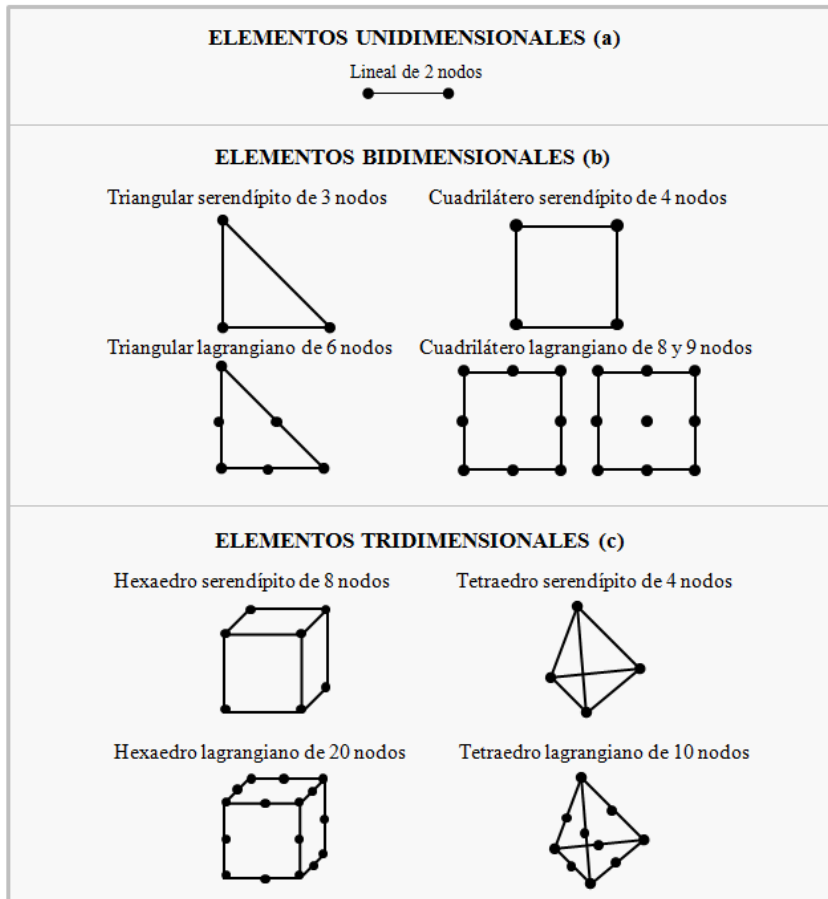 ELEMENTOS UNIDIMENSIONALES (a)
Lineal de 2 nodos
ELEMENTOS BIDIMENSIONALES (b)
Triangular serendípito de 3 nodos
Cuadrilátero serendípito de 4 nodos
Triangular lagrangiano de 6 nodos
Cuadrilátero lagrangiano de 8 y 9 nodos
ELEMENTOS TRIDIMENSIONALES (c)
Hexaedro serendípito de 8 nodos
Tetraedro serendípito de 4 nodos
Hexaedro lagrangiano de 20 nodos
Tetraedro lagrangiano de 10 nodos